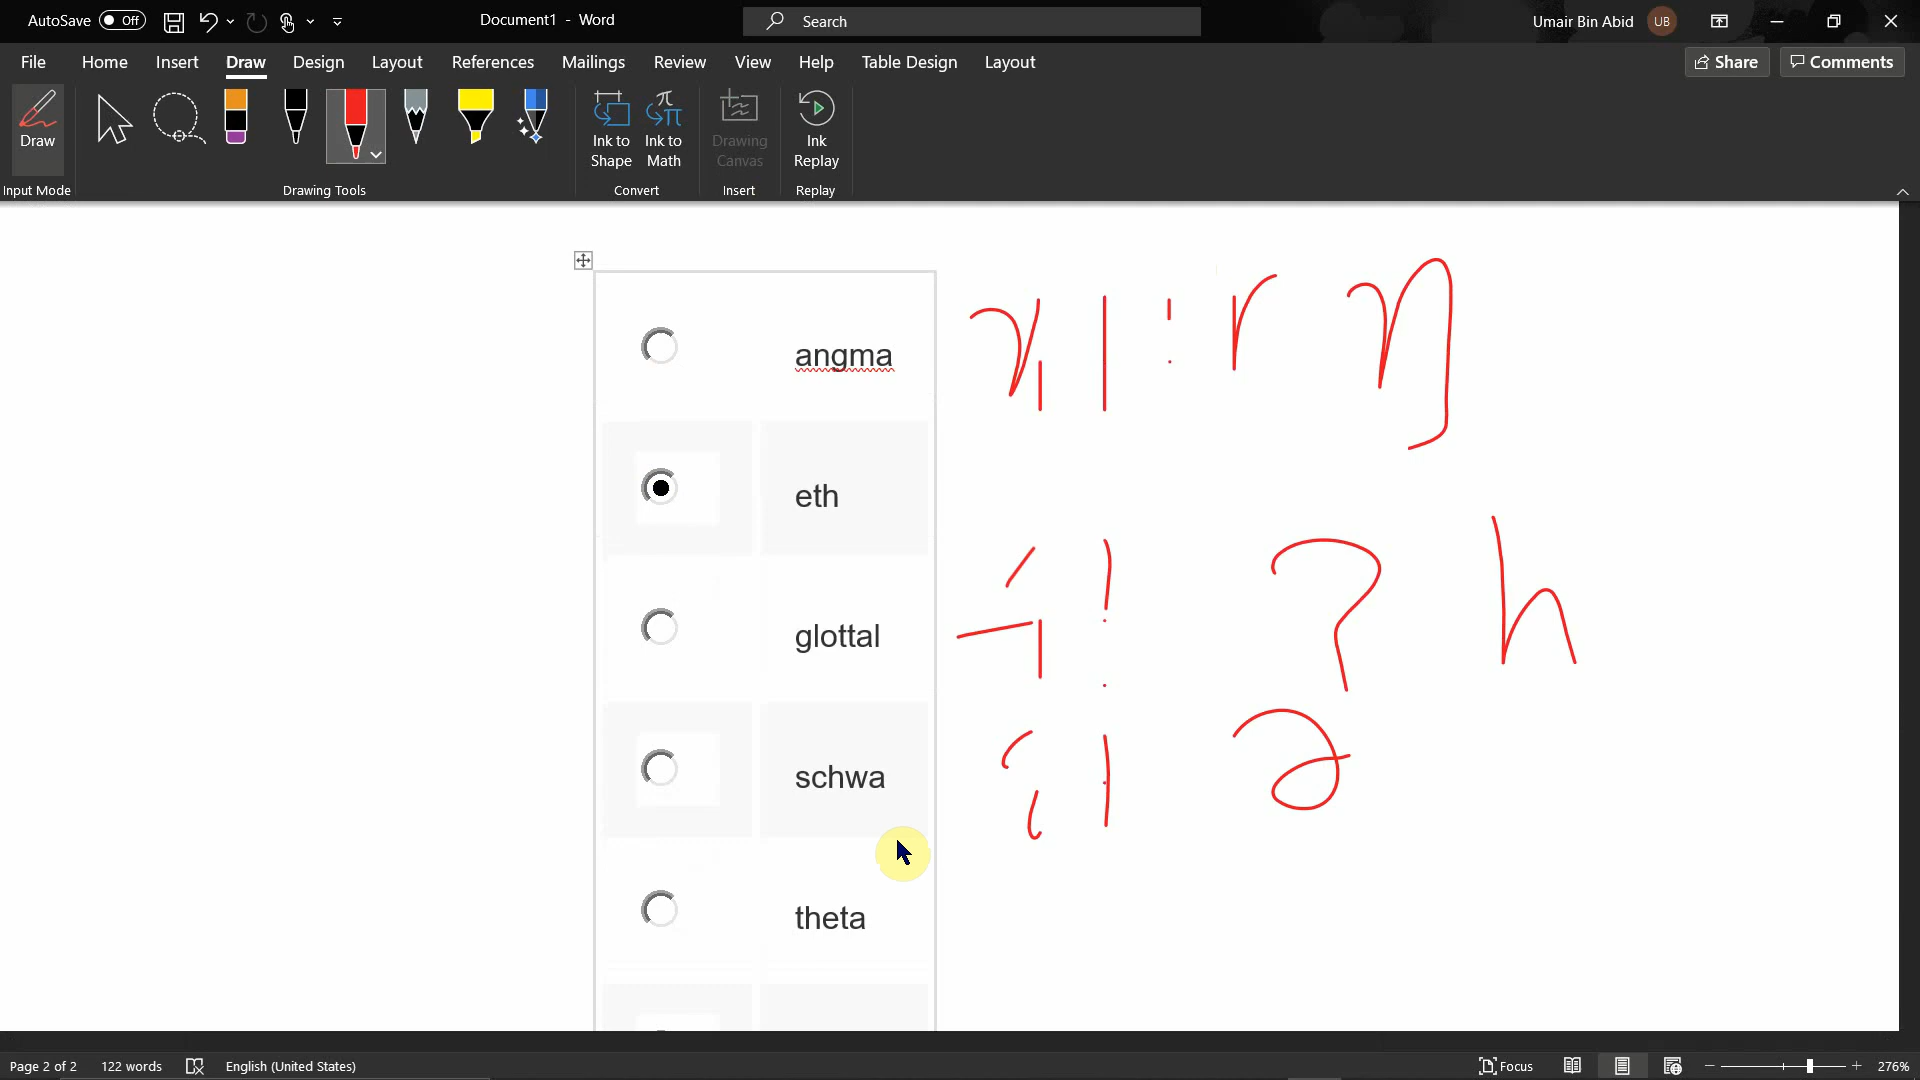 AutoSave Off Document1 - Word Search Umair Bin Abid UB
File Home Insert Draw Design Layout References Mailings Review View Help Table Design Layout Share Comments
Draw
Ink to Shape
Ink to Math
Drawing Canvas
Ink Replay
Input Mode Drawing Tools Convert Insert Replay
angma
r ŋ
eth
glottal
? h
schwa
ə
theta
Page 2 of 2 122 words English (United States) Focus 276%